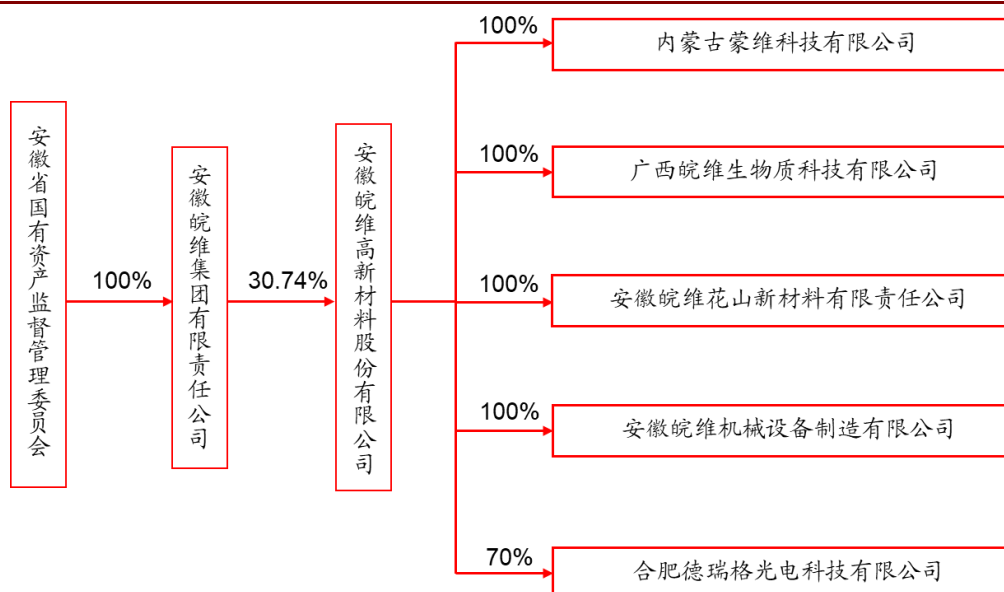 安徽省国有资产监督管理委员会
100%
安徽皖维集团有限责任公司
30.74%
安徽皖维高新材料股份有限公司
100%
内蒙古蒙维科技有限公司
100%
广西皖维生物质科技有限公司
100%
安徽皖维花山新材料有限责任公司
100%
安徽皖维机械设备制造有限公司
70%
合肥德瑞格光电科技有限公司